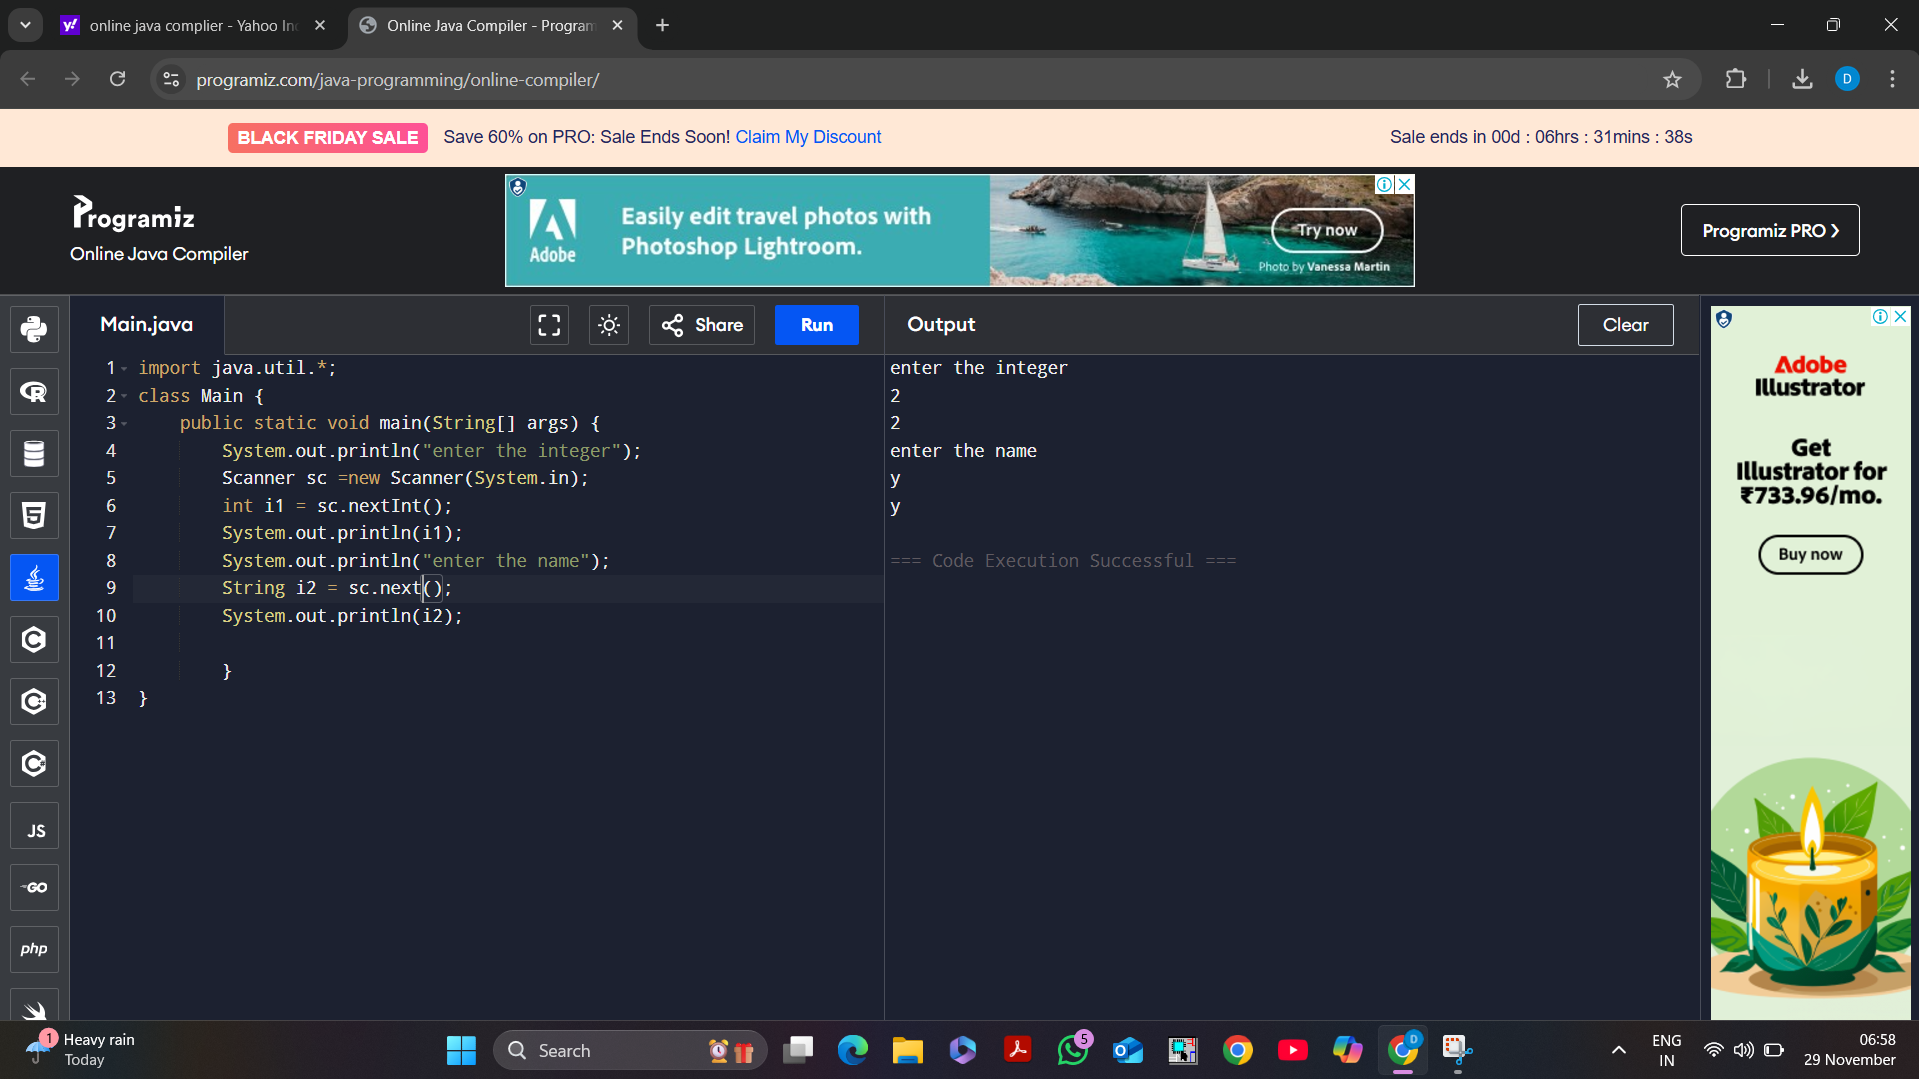 online java complier - Yahoo In
Online Java Compiler - Program
programiz.com/java-programming/online-compiler/
D
BLACK FRIDAY SALE Save 60% on PRO: Sale Ends Soon! Claim My Discount
Sale ends in 00d : 06hrs : 31mins : 38s
Programiz
Online Java Compiler
Adobe
Easily edit travel photos with
Photoshop Lightroom.
Try now
Photo by Vanessa Martin
Programiz PRO
Main.java
Share
Run
Output
Clear
1 import java.util.*;
2 class Main {
3 public static void main(String[] args) {
4 System.out.println("enter the integer");
5 Scanner sc =new Scanner(System.in);
6 int i1 = sc.nextInt();
7 System.out.println(i1);
8 System.out.println("enter the name");
9 String i2 = sc.next();
10 System.out.println(i2);
11
12 }
13 }
enter the integer
2
2
enter the name
y
y
=== Code Execution Successful ===
Adobe
Illustrator
Get
Illustrator for
₹733.96/mo.
Buy now
R
5
C
C++
C#
JS
GO
php
1
Heavy rain
Today
Search
5
D
ENG
IN
06:58
29 November